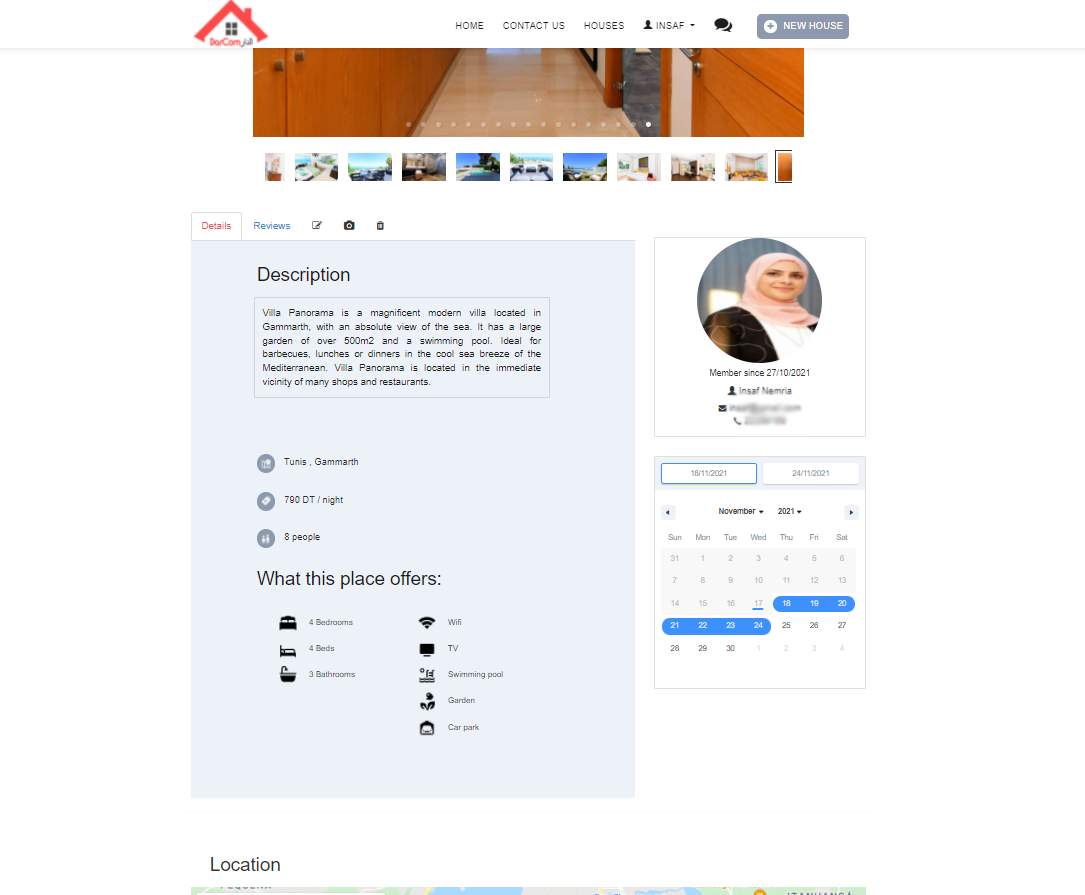 DarCom الدار
HOME
CONTACT US
HOUSES
INSAF
NEW HOUSE
Details
Reviews
Description
Villa Panorama is a magnificent modern villa located in
Gammarth, with an absolute view of the sea. It has a large
garden of over 500m2 and a swimming pool. Ideal for
barbecues, lunches or dinners in the cool sea breeze of the
Mediterranean. Villa Panorama is located in the immediate
vicinity of many shops and restaurants.
Tunis , Gammarth
790 DT / night
8 people
What this place offers:
4 Bedrooms
4 Beds
3 Bathrooms
Wifi
TV
Swimming pool
Garden
Car park
Member since 27/10/2021
Insaf Nemria
18/11/2021
24/11/2021
November
2021
Sun Mon Tue Wed Thu Fri Sat
31 1 2 3 4 5 6
7 8 9 10 11 12 13
14 15 16 17 18 19 20
21 22 23 24 25 26 27
28 29 30 1 2 3 4
Location